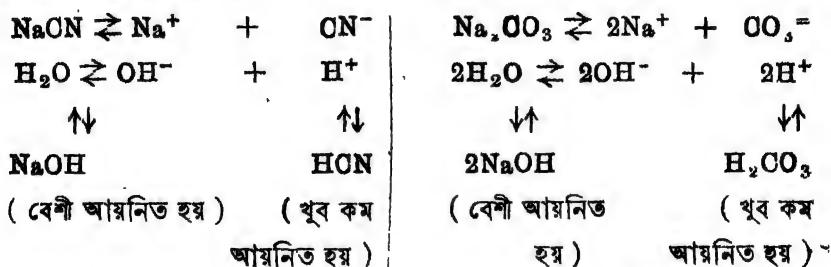 NaCN ⇄ Na⁺ + CN⁻
H₂O ⇄ OH⁻ + H⁺
⇅ ⇅
NaOH HCN
( বেশী আয়নিত হয় ) ( খুব কম
আয়নিত হয় )
Na₂CO₃ ⇄ 2Na⁺ + CO₃⁼
2H₂O ⇄ 2OH⁻ + 2H⁺
⇵ ⇵
2NaOH H₂CO₃
( বেশী আয়নিত ( খুব কম
হয় ) আয়নিত হয় )